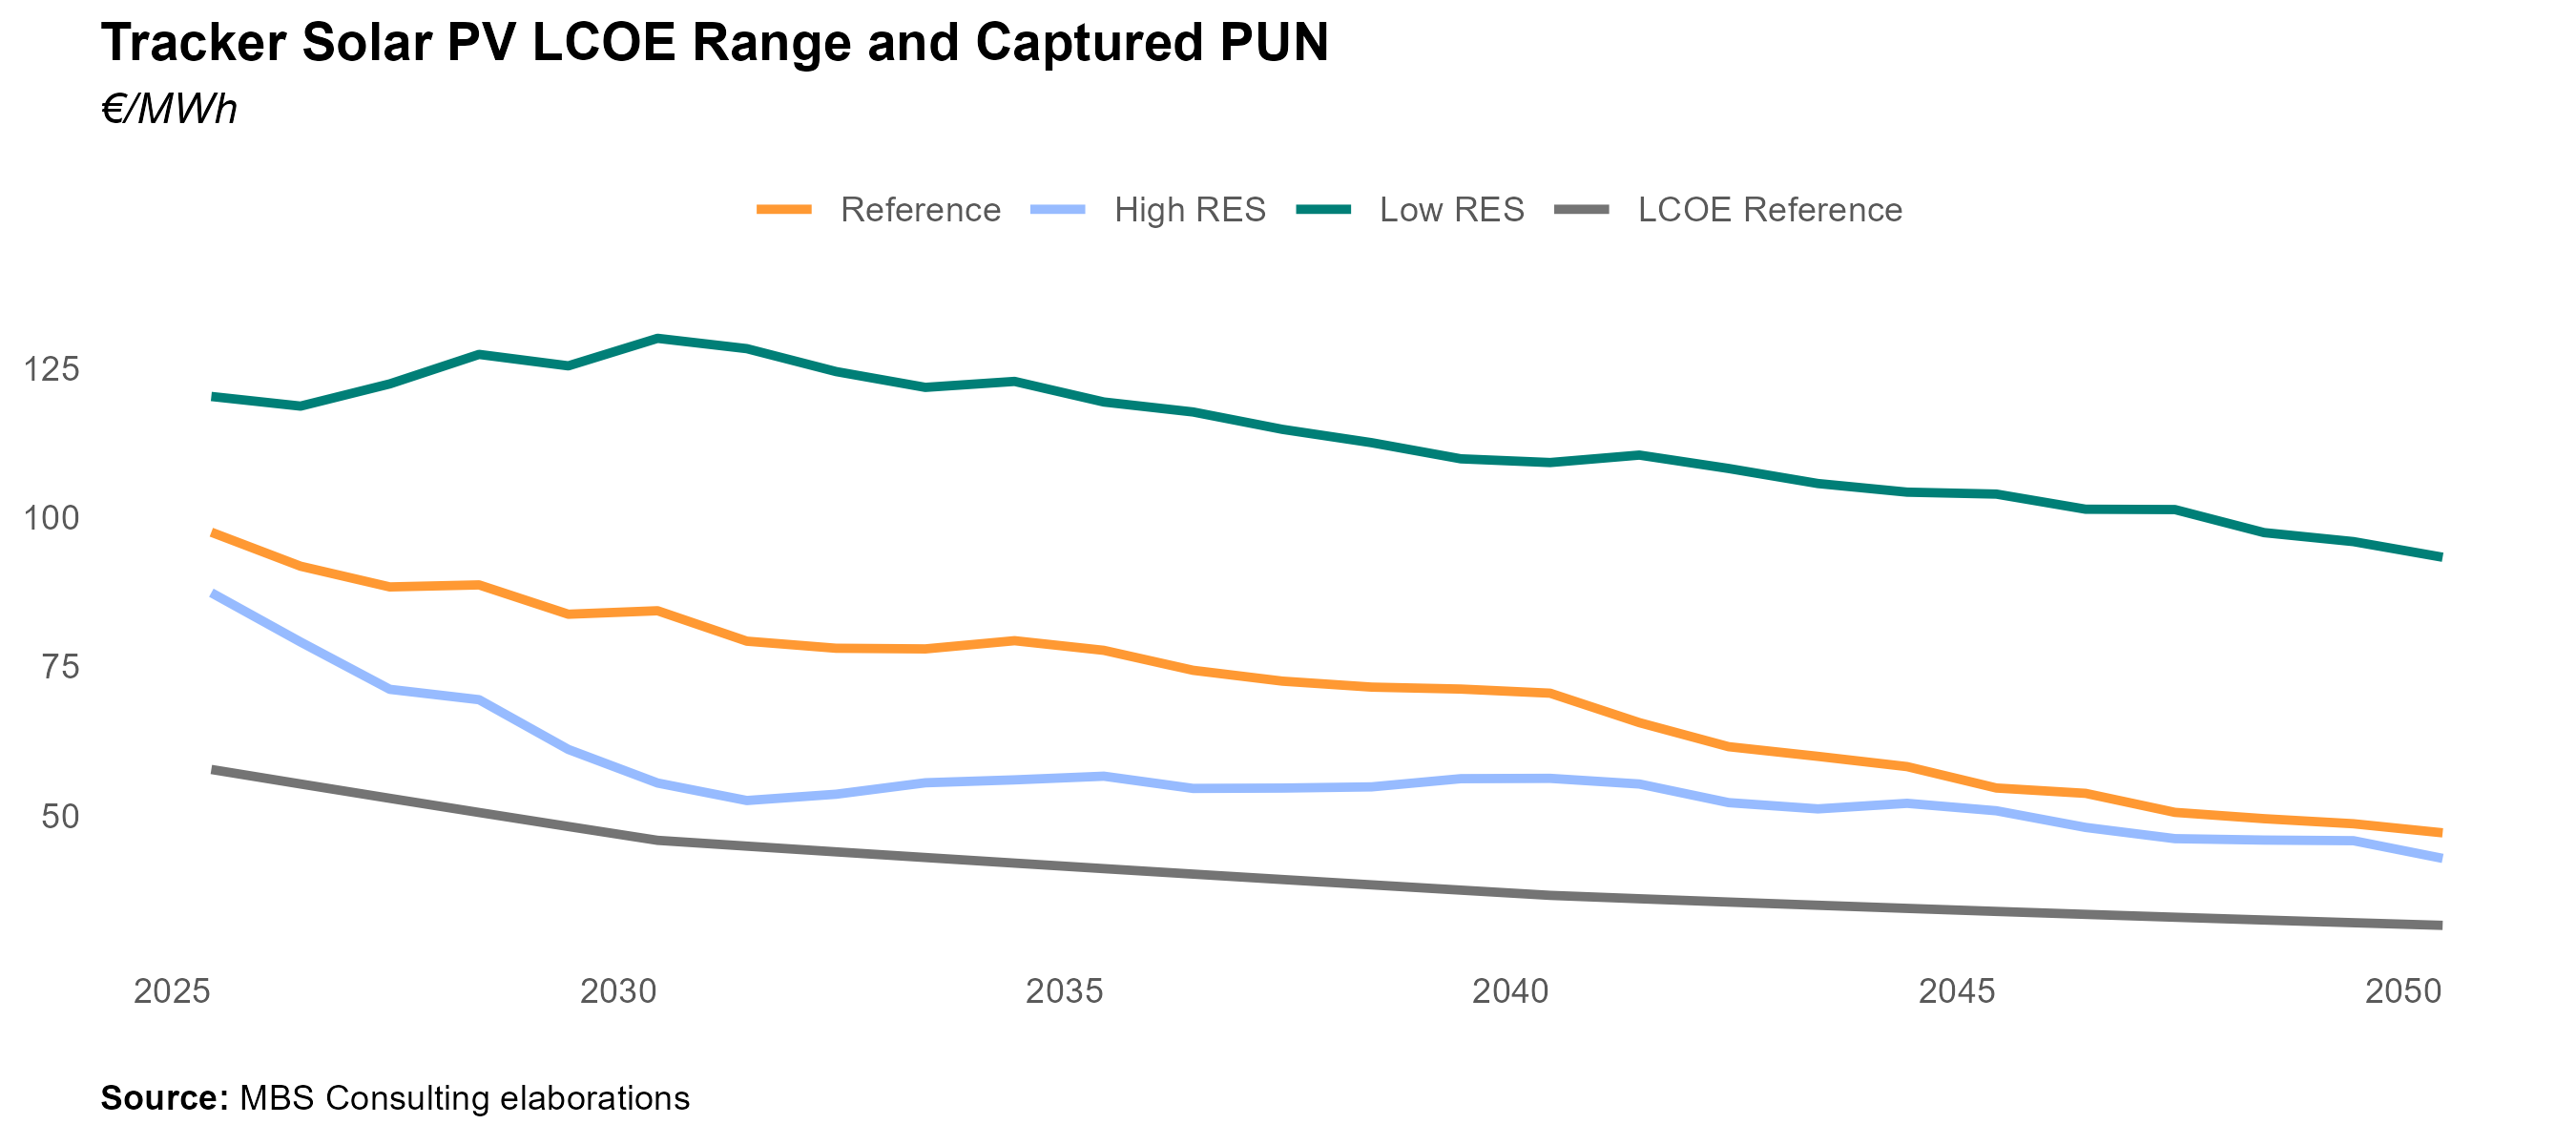 Tracker Solar PV LCOE Range and Captured PUN
€/MWh
Reference High RES Low RES LCOE Reference
125
100
75
50
2025 2030 2035 2040 2045 2050
Source: MBS Consulting elaborations